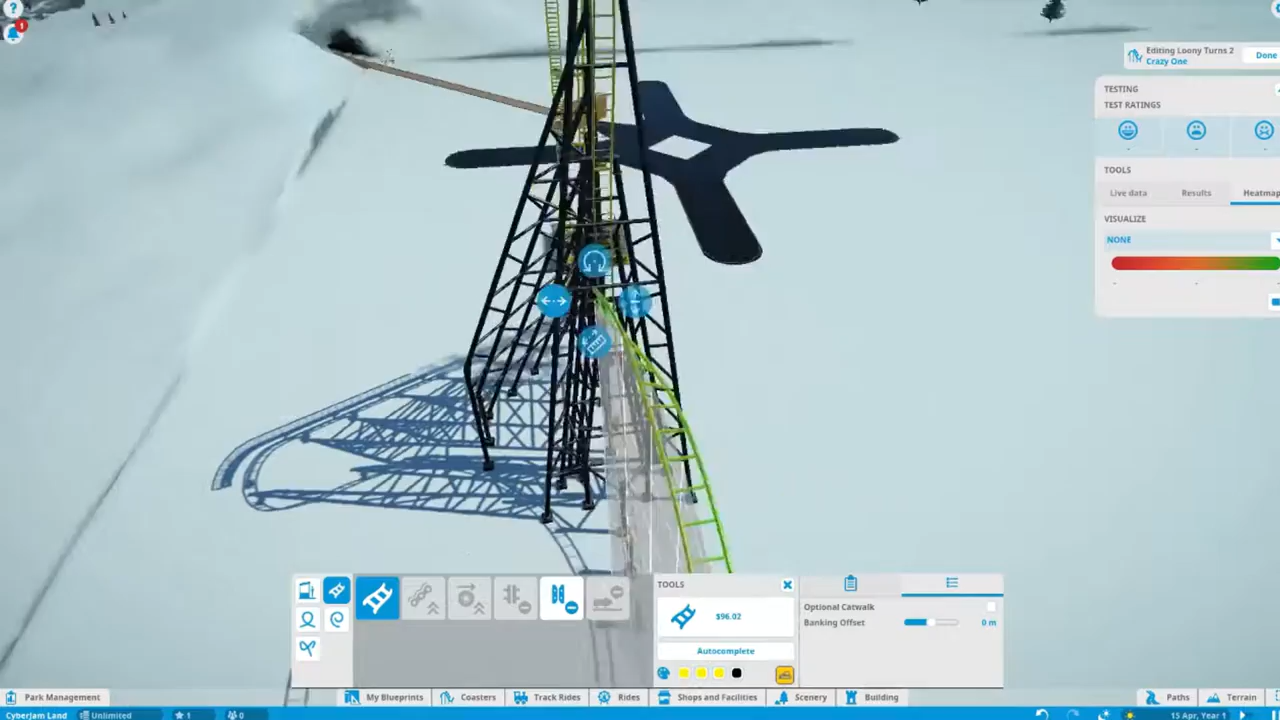 ?
1
Editing Loony Turns 2
Crazy One
Done
TESTING
TEST RATINGS
- - -
TOOLS
Live data Results Heatmap
VISUALIZE
NONE
- - -
TOOLS
$96.02
Autocomplete
Optional Catwalk
Banking Offset 0 m
Park Management My Blueprints Coasters Track Rides Rides Shops and Facilities Scenery Building Paths Terrain
CyberJam Land Unlimited 1 0 15 Apr, Year 1